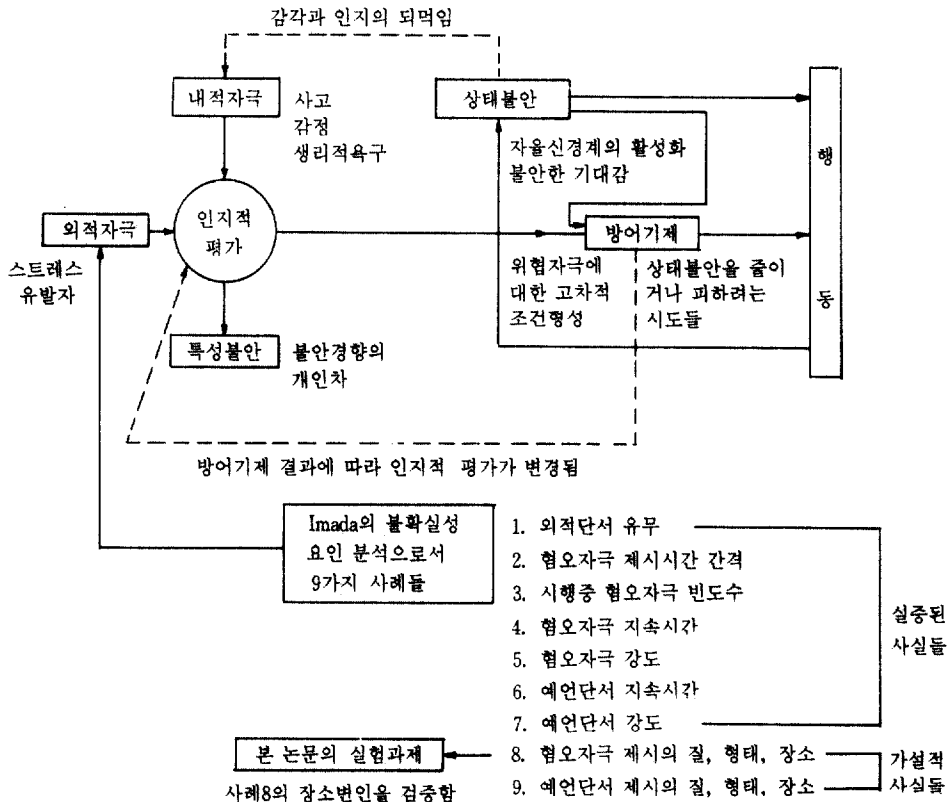 감각과 인지의 되먹임
내적자극
사고
감정
생리적욕구
상태불안
자율신경계의 활성화
불안한 기대감
행
동
외적자극
스트레스
유발자
인지적
평가
방어기제
위협자극에
대한 고차적
조건형성
상태불안을 줄이
거나 피하려는
시도들
특성불안
불안경향의
개인차
방어기제 결과에 따라 인지적 평가가 변경됨
Imada의 불확실성
요인 분석으로서
9가지 사례들
1. 외적단서 유무
2. 혐오자극 제시시간 간격
3. 시행중 혐오자극 빈도수
4. 혐오자극 지속시간
5. 혐오자극 강도
6. 예언단서 지속시간
7. 예언단서 강도
실증된
사실들
본 논문의 실험과제
사례8의 장소변인을 검증함
8. 혐오자극 제시의 질, 형태, 장소
9. 예언단서 제시의 질, 형태, 장소
가설적
사실들